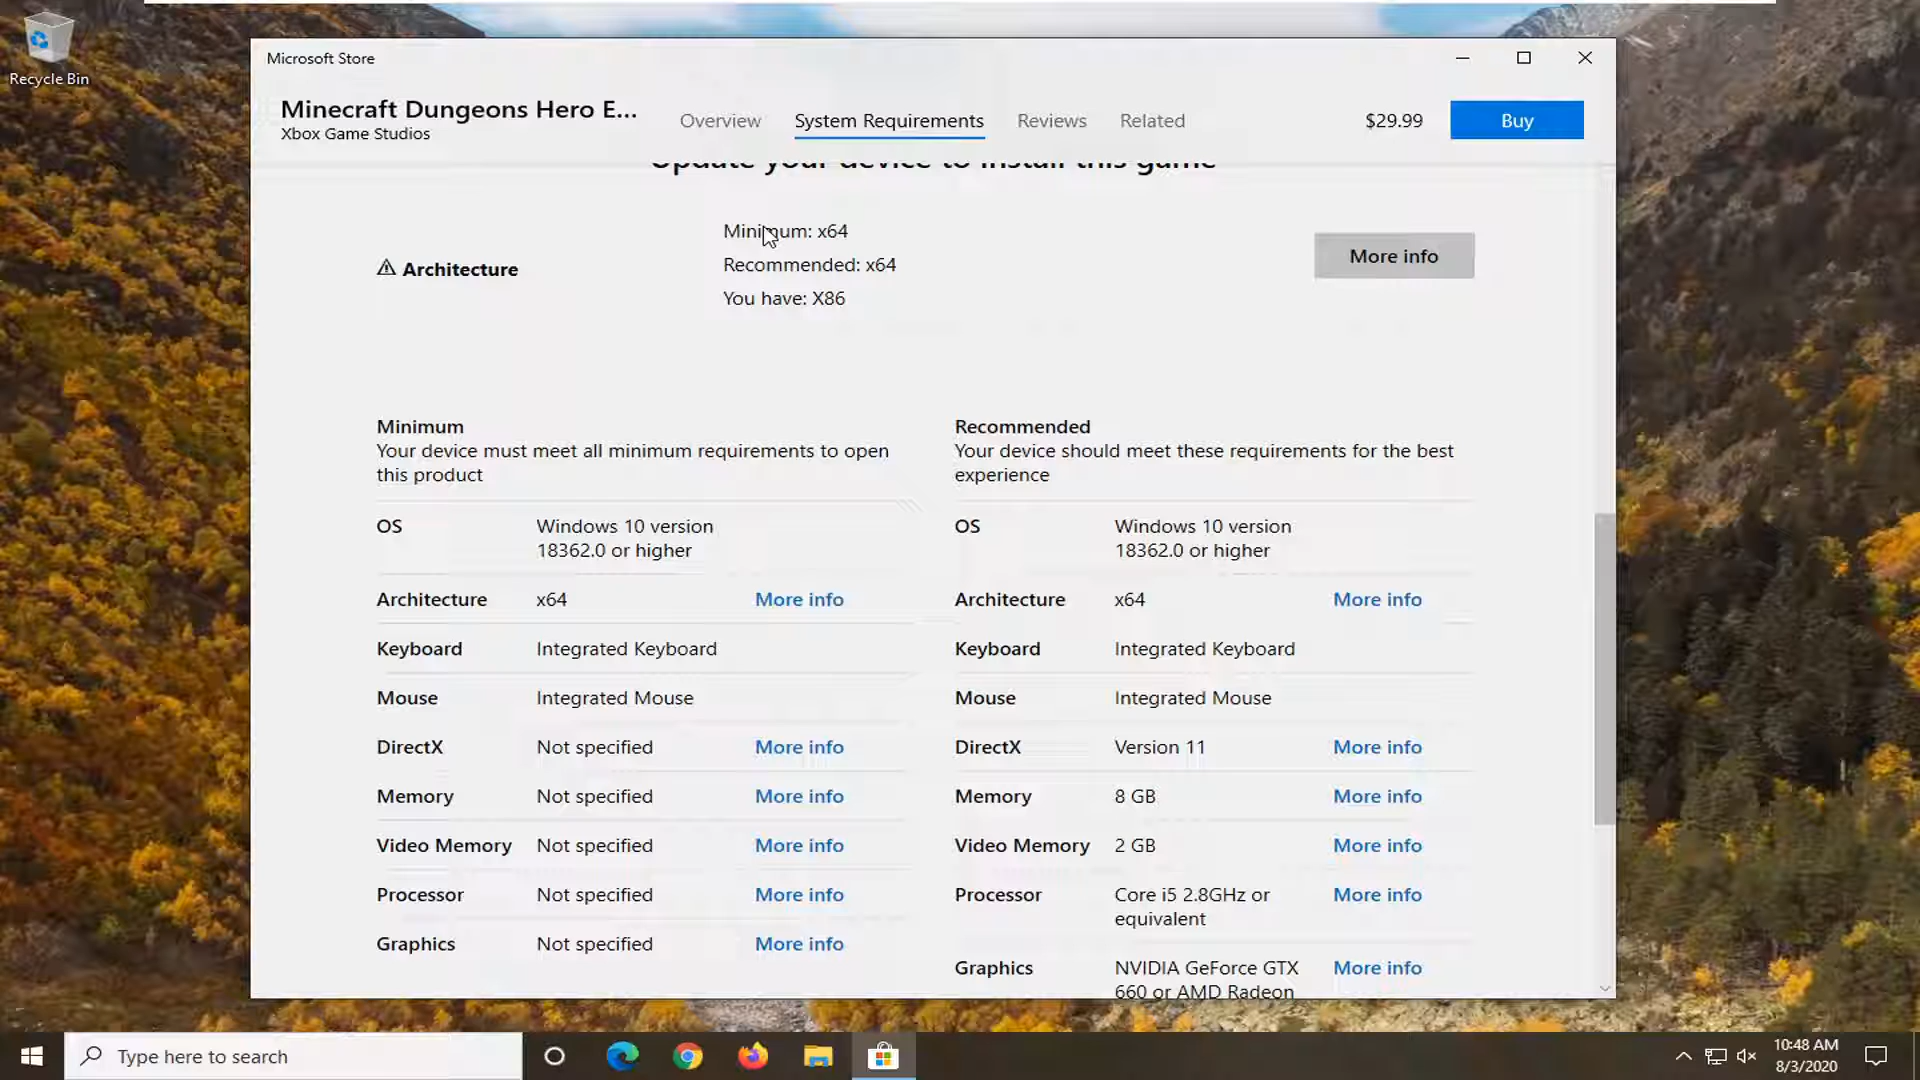 Recycle Bin
Microsoft Store
Minecraft Dungeons Hero E...
Xbox Game Studios
Overview
System Requirements
Reviews
Related
$29.99
Buy
Update your device to install this game
Architecture
Minimum: x64
Recommended: x64
You have: X86
More info
Minimum
Your device must meet all minimum requirements to open
this product
OS
Windows 10 version
18362.0 or higher
Architecture x64 More info
Keyboard Integrated Keyboard
Mouse Integrated Mouse
DirectX Not specified More info
Memory Not specified More info
Video Memory Not specified More info
Processor Not specified More info
Graphics Not specified More info
Recommended
Your device should meet these requirements for the best
experience
OS
Windows 10 version
18362.0 or higher
Architecture x64 More info
Keyboard Integrated Keyboard
Mouse Integrated Mouse
DirectX Version 11 More info
Memory 8 GB More info
Video Memory 2 GB More info
Processor Core i5 2.8GHz or More info
equivalent
Graphics NVIDIA GeForce GTX More info
660 or AMD Radeon
Type here to search
10:48 AM
8/3/2020